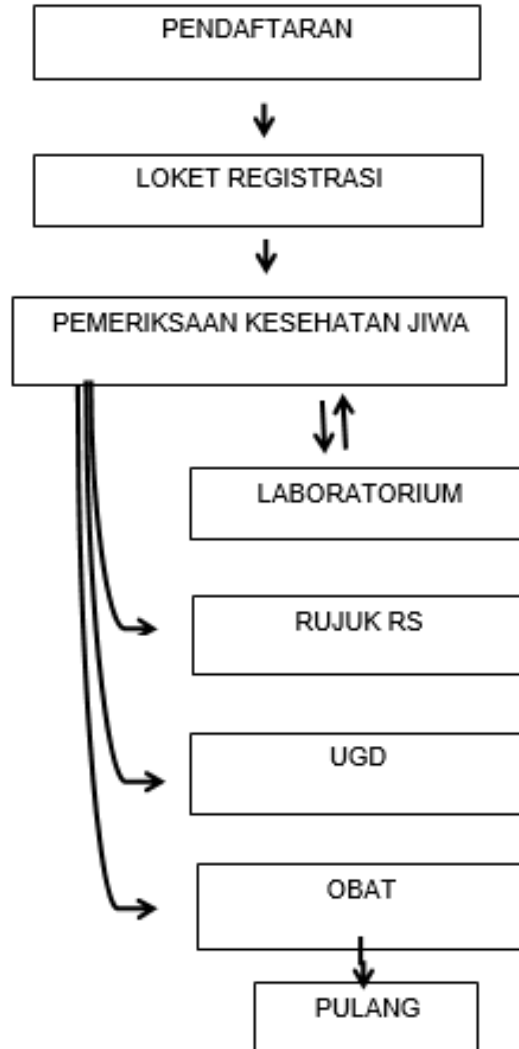 PENDAFTARAN
LOKET REGISTRASI
PEMERIKSAAN KESEHATAN JIWA
LABORATORIUM
RUJUK RS
UGD
OBAT
PULANG